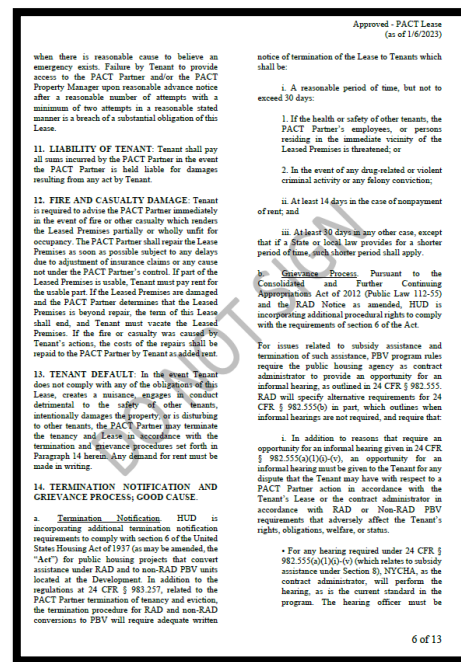 Approved - PACT Lease
(as of 1/6/2023)
when there is reasonable cause to believe an
emergency exists. Failure by Tenant to provide
access to the PACT Partner and/or the PACT
Property Manager upon reasonable advance notice
after a reasonable number of attempts with a
minimum of two attempts in a reasonable stated
manner is a breach of a substantial obligation of this
Lease.
11. LIABILITY OF TENANT: Tenant shall pay
all sums incurred by the PACT Partner in the event
the PACT Partner is held liable for damages
resulting from any act by Tenant.
12. FIRE AND CASUALTY DAMAGE: Tenant
is required to advise the PACT Partner immediately
in the event of fire or other casualty which renders
the Leased Premises partially or wholly unfit for
occupancy. The PACT Partner shall repair the Lease
Premises as soon as possible subject to any delays
due to adjustment of insurance claims or any cause
not under the PACT Partner's control. If part of the
Leased Premises is usable, Tenant must pay rent for
the usable part. If the Leased Premises are damaged
and the PACT Partner determines that the Leased
Premises is beyond repair, the term of this Lease
shall end, and Tenant must vacate the Leased
Premises. If the fire or casualty was caused by
Tenant's actions, the costs of the repairs shall be
repaid to the PACT Partner by Tenant as added rent.
13. TENANT DEFAULT: In the event Tenant
does not comply with any of the obligations of this
Lease, creates a nuisance, engages in conduct
detrimental to the safety of other tenants,
intentionally damages the property, or is disturbing
to other tenants, the PACT Partner may terminate
the tenancy and Lease in accordance with the
termination and grievance procedures set forth in
Paragraph 14 herein. Any demand for rent must be
made in writing.
14. TERMINATION NOTIFICATION AND
GRIEVANCE PROCESS; GOOD CAUSE.
a. Termination Notification. HUD is
incorporating additional termination notification
requirements to comply with section 6 of the United
States Housing Act of 1937 (as may be amended, the
"Act") for public housing projects that convert
assistance under RAD and to non-RAD PBV units
located at the Development. In addition to the
regulations at 24 CFR § 983.257, related to the
PACT Partner termination of tenancy and eviction,
the termination procedure for RAD and non-RAD
conversions to PBV will require adequate written
notice of termination of the Lease to Tenants which
shall be:
i. A reasonable period of time, but not to
exceed 30 days:
1. If the health or safety of other tenants, the
PACT Partner's employees, or persons
residing in the immediate vicinity of the
Leased Premises is threatened; or
2. In the event of any drug-related or violent
criminal activity or any felony conviction;
ii. At least 14 days in the case of nonpayment
of rent; and
iii. At least 30 days in any other case, except
that if a State or local law provides for a shorter
period of time, such shorter period shall apply.
b. Grievance Process. Pursuant to the
Consolidated and Further Continuing
Appropriations Act of 2012 (Public Law 112-55)
and the RAD Notice as amended, HUD is
incorporating additional procedural rights to comply
with the requirements of section 6 of the Act.
For issues related to subsidy assistance and
termination of such assistance, PBV program rules
require the public housing agency as contract
administrator to provide an opportunity for an
informal hearing, as outlined in 24 CFR § 982.555.
RAD will specify alternative requirements for 24
CFR § 982.555(b) in part, which outlines when
informal hearings are not required, and require that:
i. In addition to reasons that require an
opportunity for an informal hearing given in 24 CFR
§ 982.555(a)(1)(i)-(v), an opportunity for an
informal hearing must be given to the Tenant for any
dispute that the Tenant may have with respect to a
PACT Partner action in accordance with the
Tenant's Lease or the contract administrator in
accordance with RAD or Non-RAD PBV
requirements that adversely affect the Tenant's
rights, obligations, welfare, or status.
• For any hearing required under 24 CFR §
982.555(a)(1)(i)-(v) (which relates to subsidy
assistance under Section 8), NYCHA, as the
contract administrator, will perform the
hearing, as is the current standard in the
program. The hearing officer must be
DO NOT SIGN
6 of 13